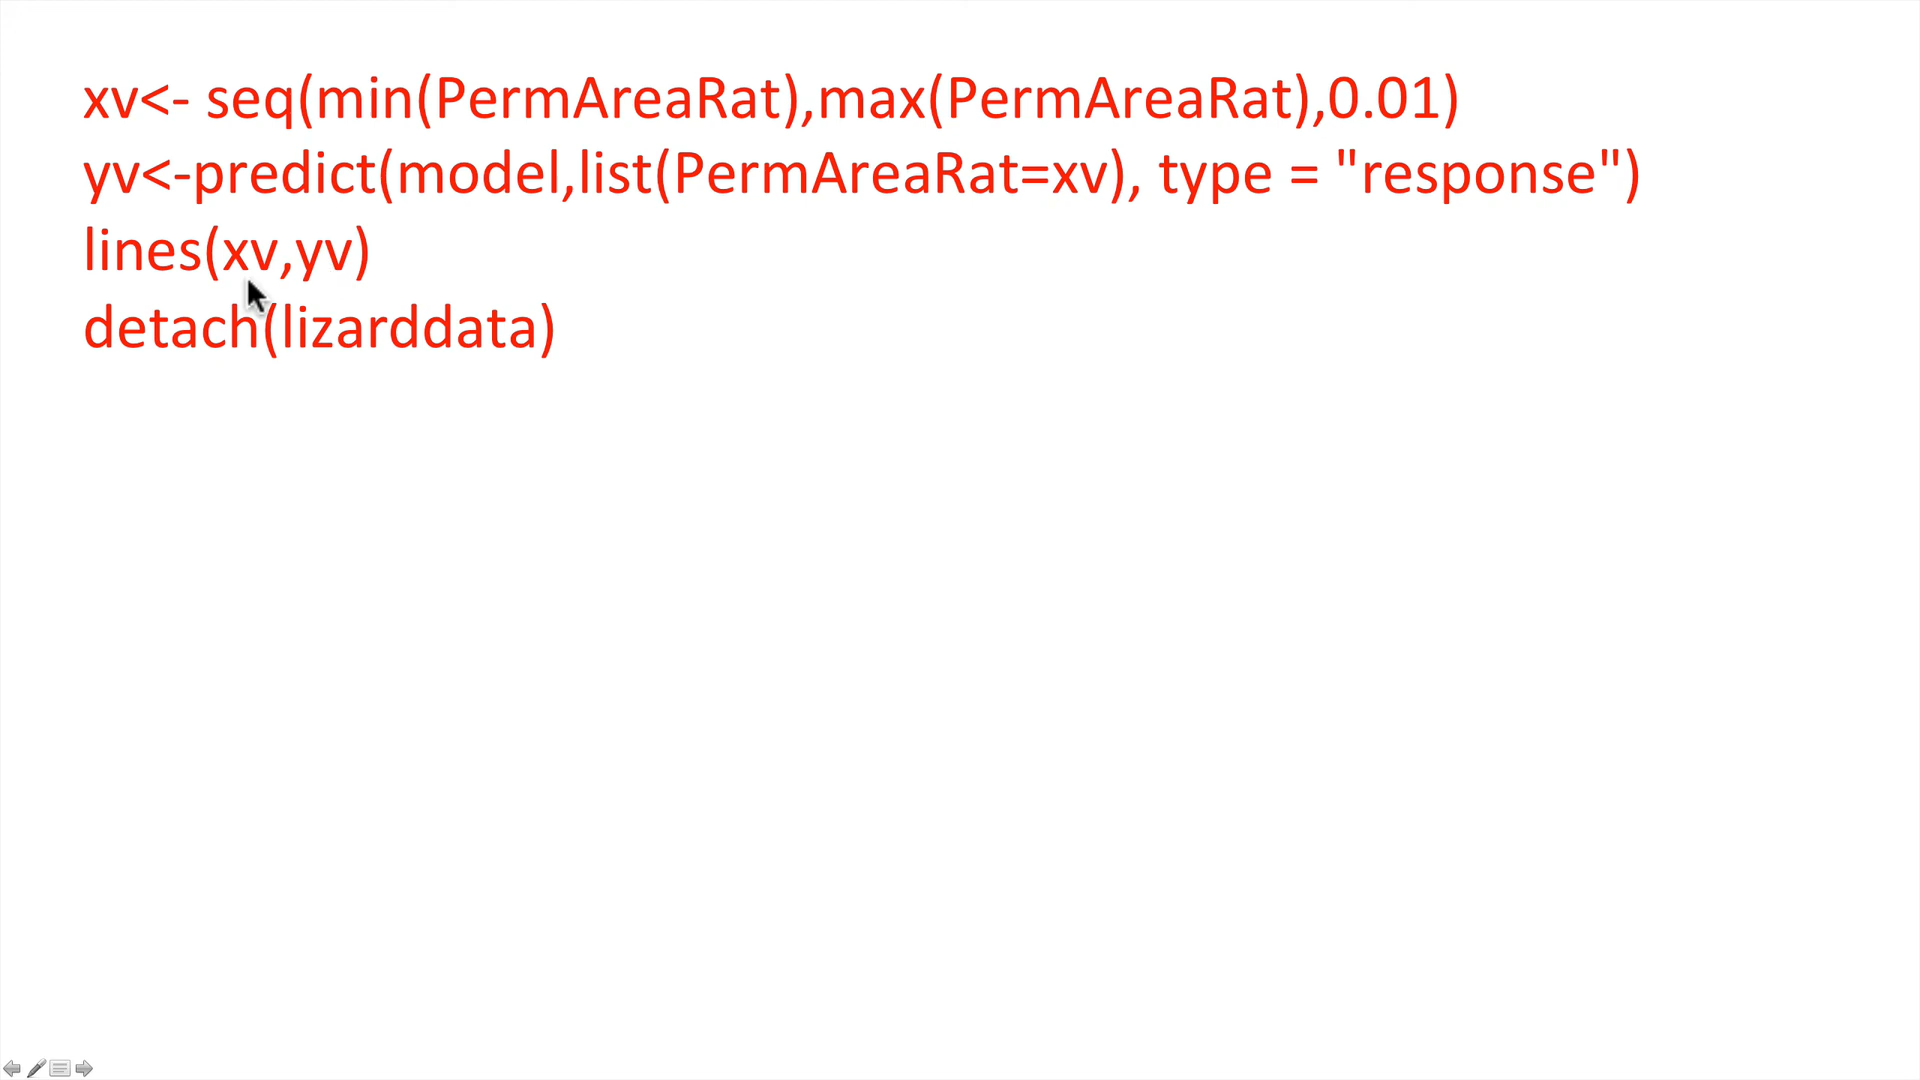 xv<- seq(min(PermAreaRat),max(PermAreaRat),0.01)
yv<-predict(model,list(PermAreaRat=xv), type = "response")
lines(xv,yv)
detach(lizarddata)